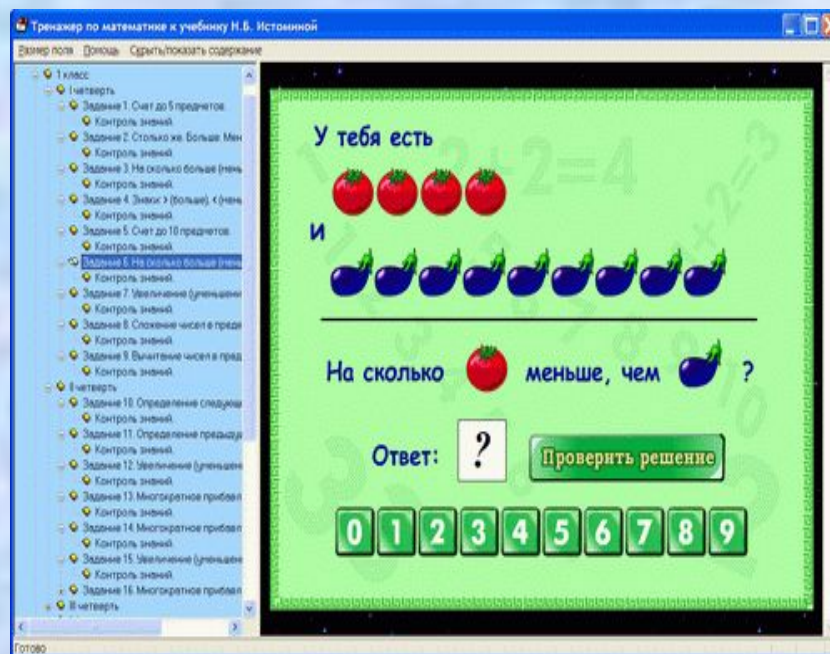 Тренажер по математике к учебнику Н.Б. Истоминой
Размер поля Помощь Скрыть/показать содержание
1 класс
I четверть
Задание 1. Счет до 5 предметов.
Контроль знаний.
Задание 2. Столько же. Больше. Мен
Контроль знаний.
Задание 3. На сколько больше (мень
Контроль знаний.
Задание 4. Знаки > (больше), < (мень
Контроль знаний.
Задание 5. Счет до 10 предметов.
Контроль знаний.
Задание 6. На сколько больше (мень
Контроль знаний.
Задание 7. Увеличение (уменьшени
Контроль знаний.
Задание 8. Сложение чисел в преде
Контроль знаний.
Задание 9. Вычитание чисел в пред
Контроль знаний.
II четверть
Задание 10. Определение следующ
Контроль знаний.
Задание 11. Определение предыду
Контроль знаний.
Задание 12. Увеличение (уменьшен
Контроль знаний.
Задание 13. Многократное прибавл
Контроль знаний.
Задание 14. Многократное прибавл
Контроль знаний.
Задание 15. Увеличение (уменьшен
Контроль знаний.
Задание 16. Многократное прибавл
III четверть
Готово
У тебя есть
2+2=4
и
На сколько меньше, чем ?
Ответ: ? Проверить решение
0 1 2 3 4 5 6 7 8 9